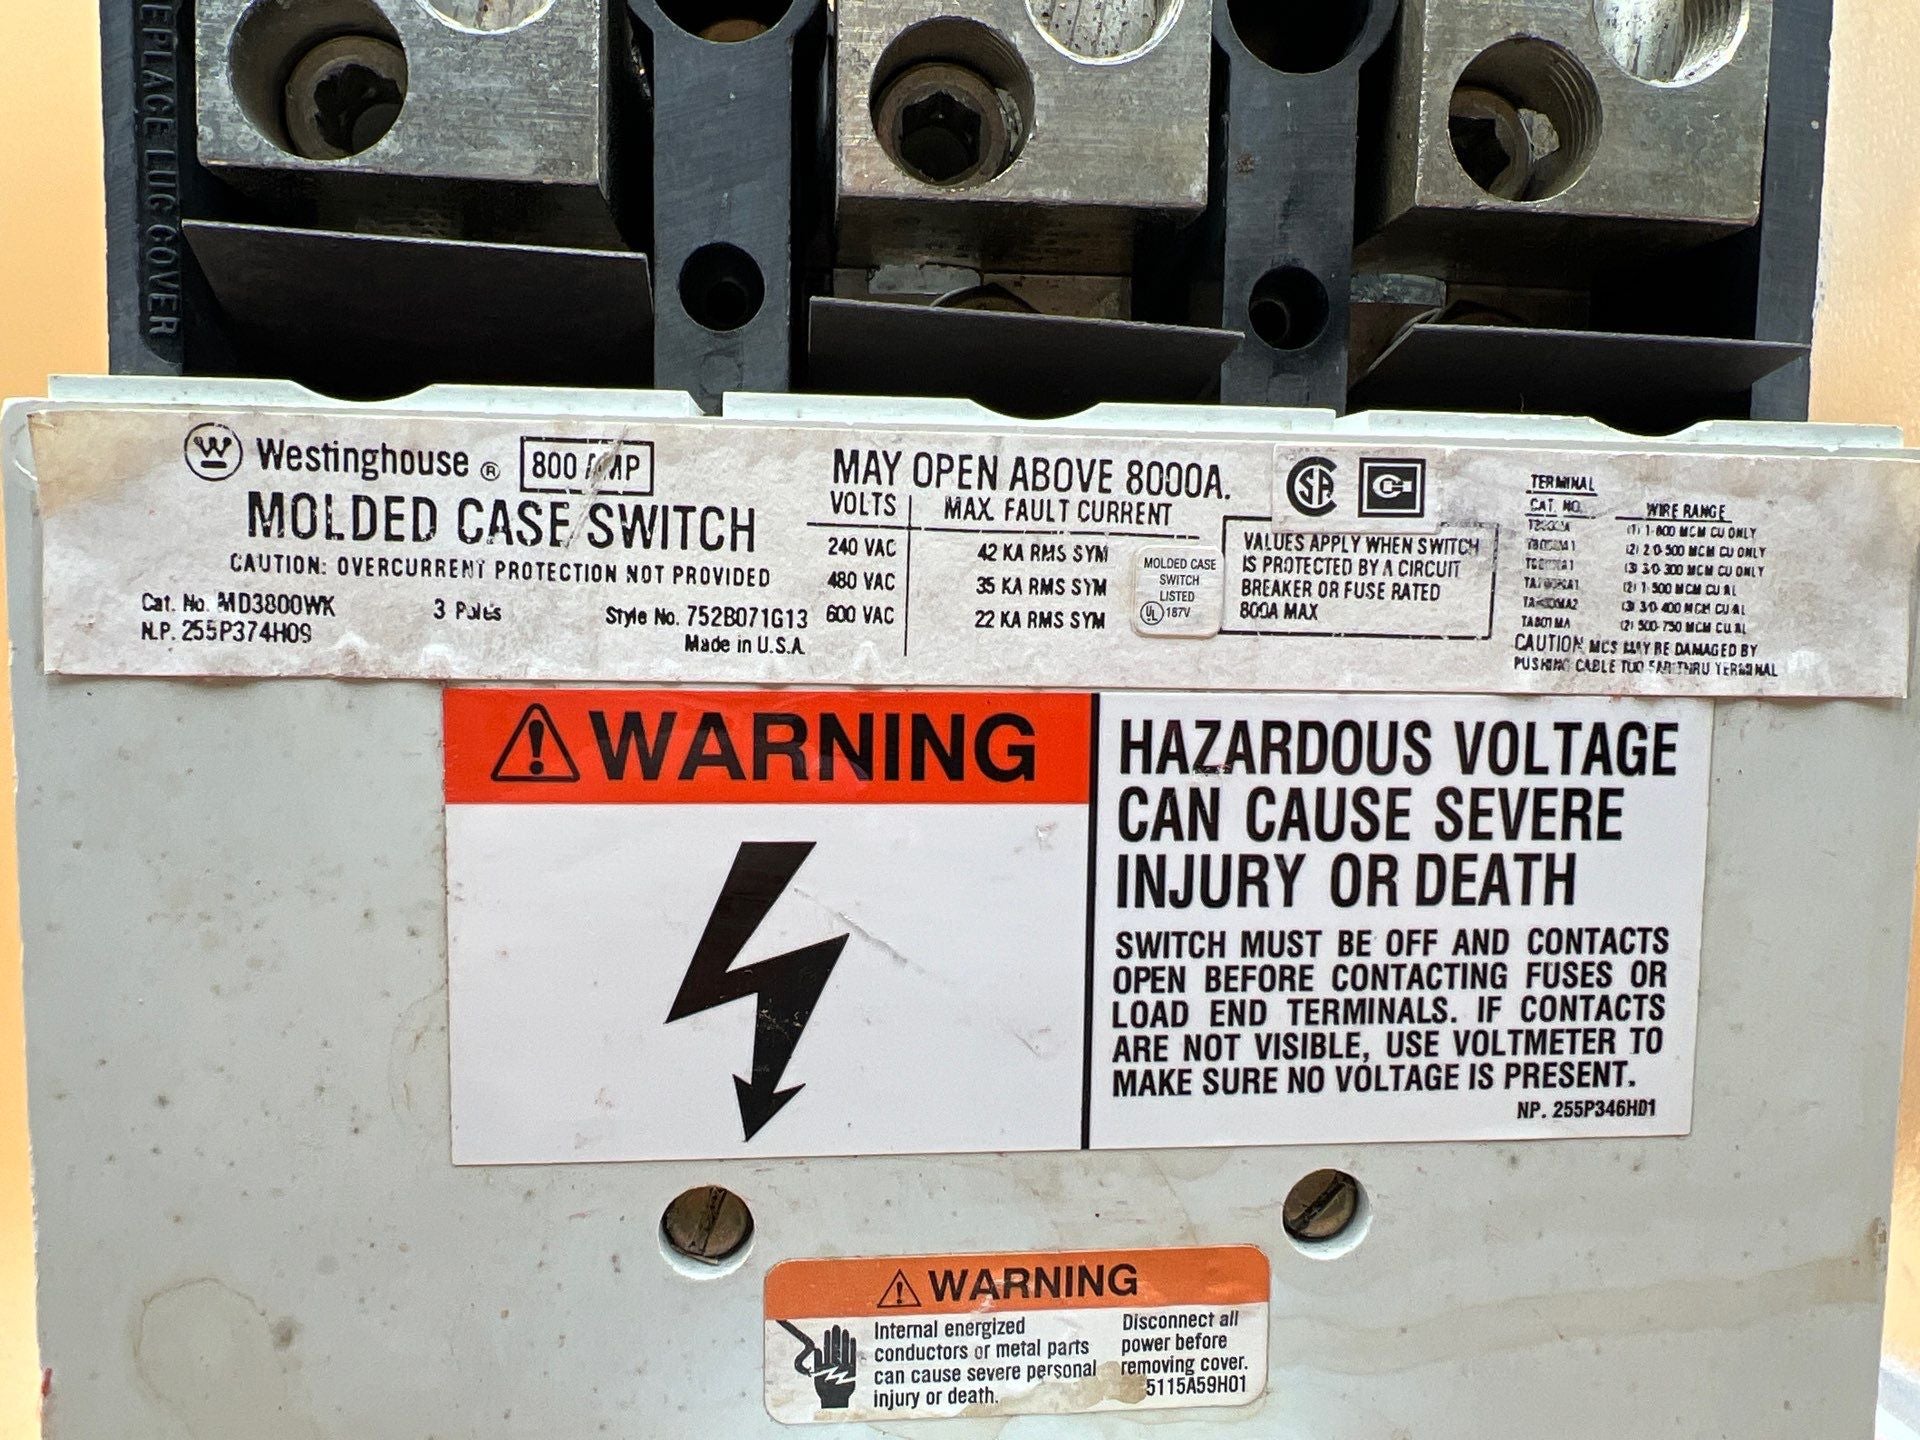 REPLACE LUG COVER
W Westinghouse ® 800 AMP
MOLDED CASE SWITCH
CAUTION: OVERCURRENT PROTECTION NOT PROVIDED
Cat. No. MD3800WK 3 Poles Style No. 752B071G13
N.P. 255P374H09 Made in U.S.A.
MAY OPEN ABOVE 8000A.
VOLTS MAX. FAULT CURRENT
240 VAC 42 KA RMS SYM
480 VAC 35 KA RMS SYM
600 VAC 22 KA RMS SYM
MOLDED CASE
SWITCH
LISTED
UL 187V
SA
VALUES APPLY WHEN SWITCH
IS PROTECTED BY A CIRCUIT
BREAKER OR FUSE RATED
800A MAX
TERMINAL
CAT. NO. WIRE RANGE
(1) 1-800 MCM CU ONLY
(2) 2/0-500 MCM CU ONLY
(3) 3/0-300 MCM CU ONLY
(2) 1-500 MCM CU AL
(3) 3/0-400 MCM CU AL
TA801MA (2) 500-750 MCM CU AL
CAUTION MCS MAY BE DAMAGED BY
PUSHING CABLE TOO FAR THRU TERMINAL
WARNING
HAZARDOUS VOLTAGE
CAN CAUSE SEVERE
INJURY OR DEATH
SWITCH MUST BE OFF AND CONTACTS
OPEN BEFORE CONTACTING FUSES OR
LOAD END TERMINALS. IF CONTACTS
ARE NOT VISIBLE, USE VOLTMETER TO
MAKE SURE NO VOLTAGE IS PRESENT.
NP. 255P346H01
WARNING
Internal energized
conductors or metal parts
can cause severe personal
injury or death.
Disconnect all
power before
removing cover.
5115A59H01